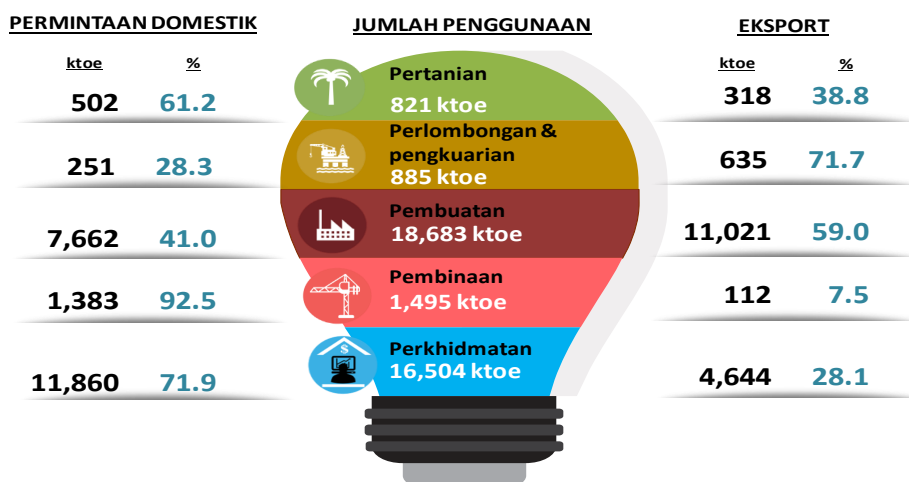 PERMINTAAN DOMESTIK JUMLAH PENGGUNAAN EKSPORT
ktoe % ktoe %
Pertanian
502 61.2 821 ktoe 318 38.8
Perlombongan &
pengkuarian
251 28.3 885 ktoe 635 71.7
Pembuatan
7,662 41.0 18,683 ktoe 11,021 59.0
Pembinaan
1,383 92.5 1,495 ktoe 112 7.5
$
Perkhidmatan
11,860 71.9 16,504 ktoe 4,644 28.1